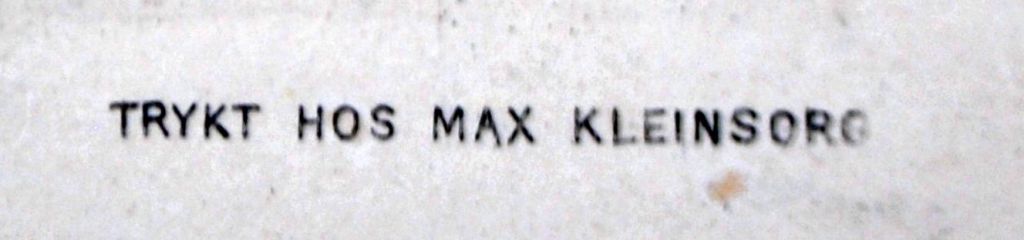 TRYKT HOS MAX KLEINSORG